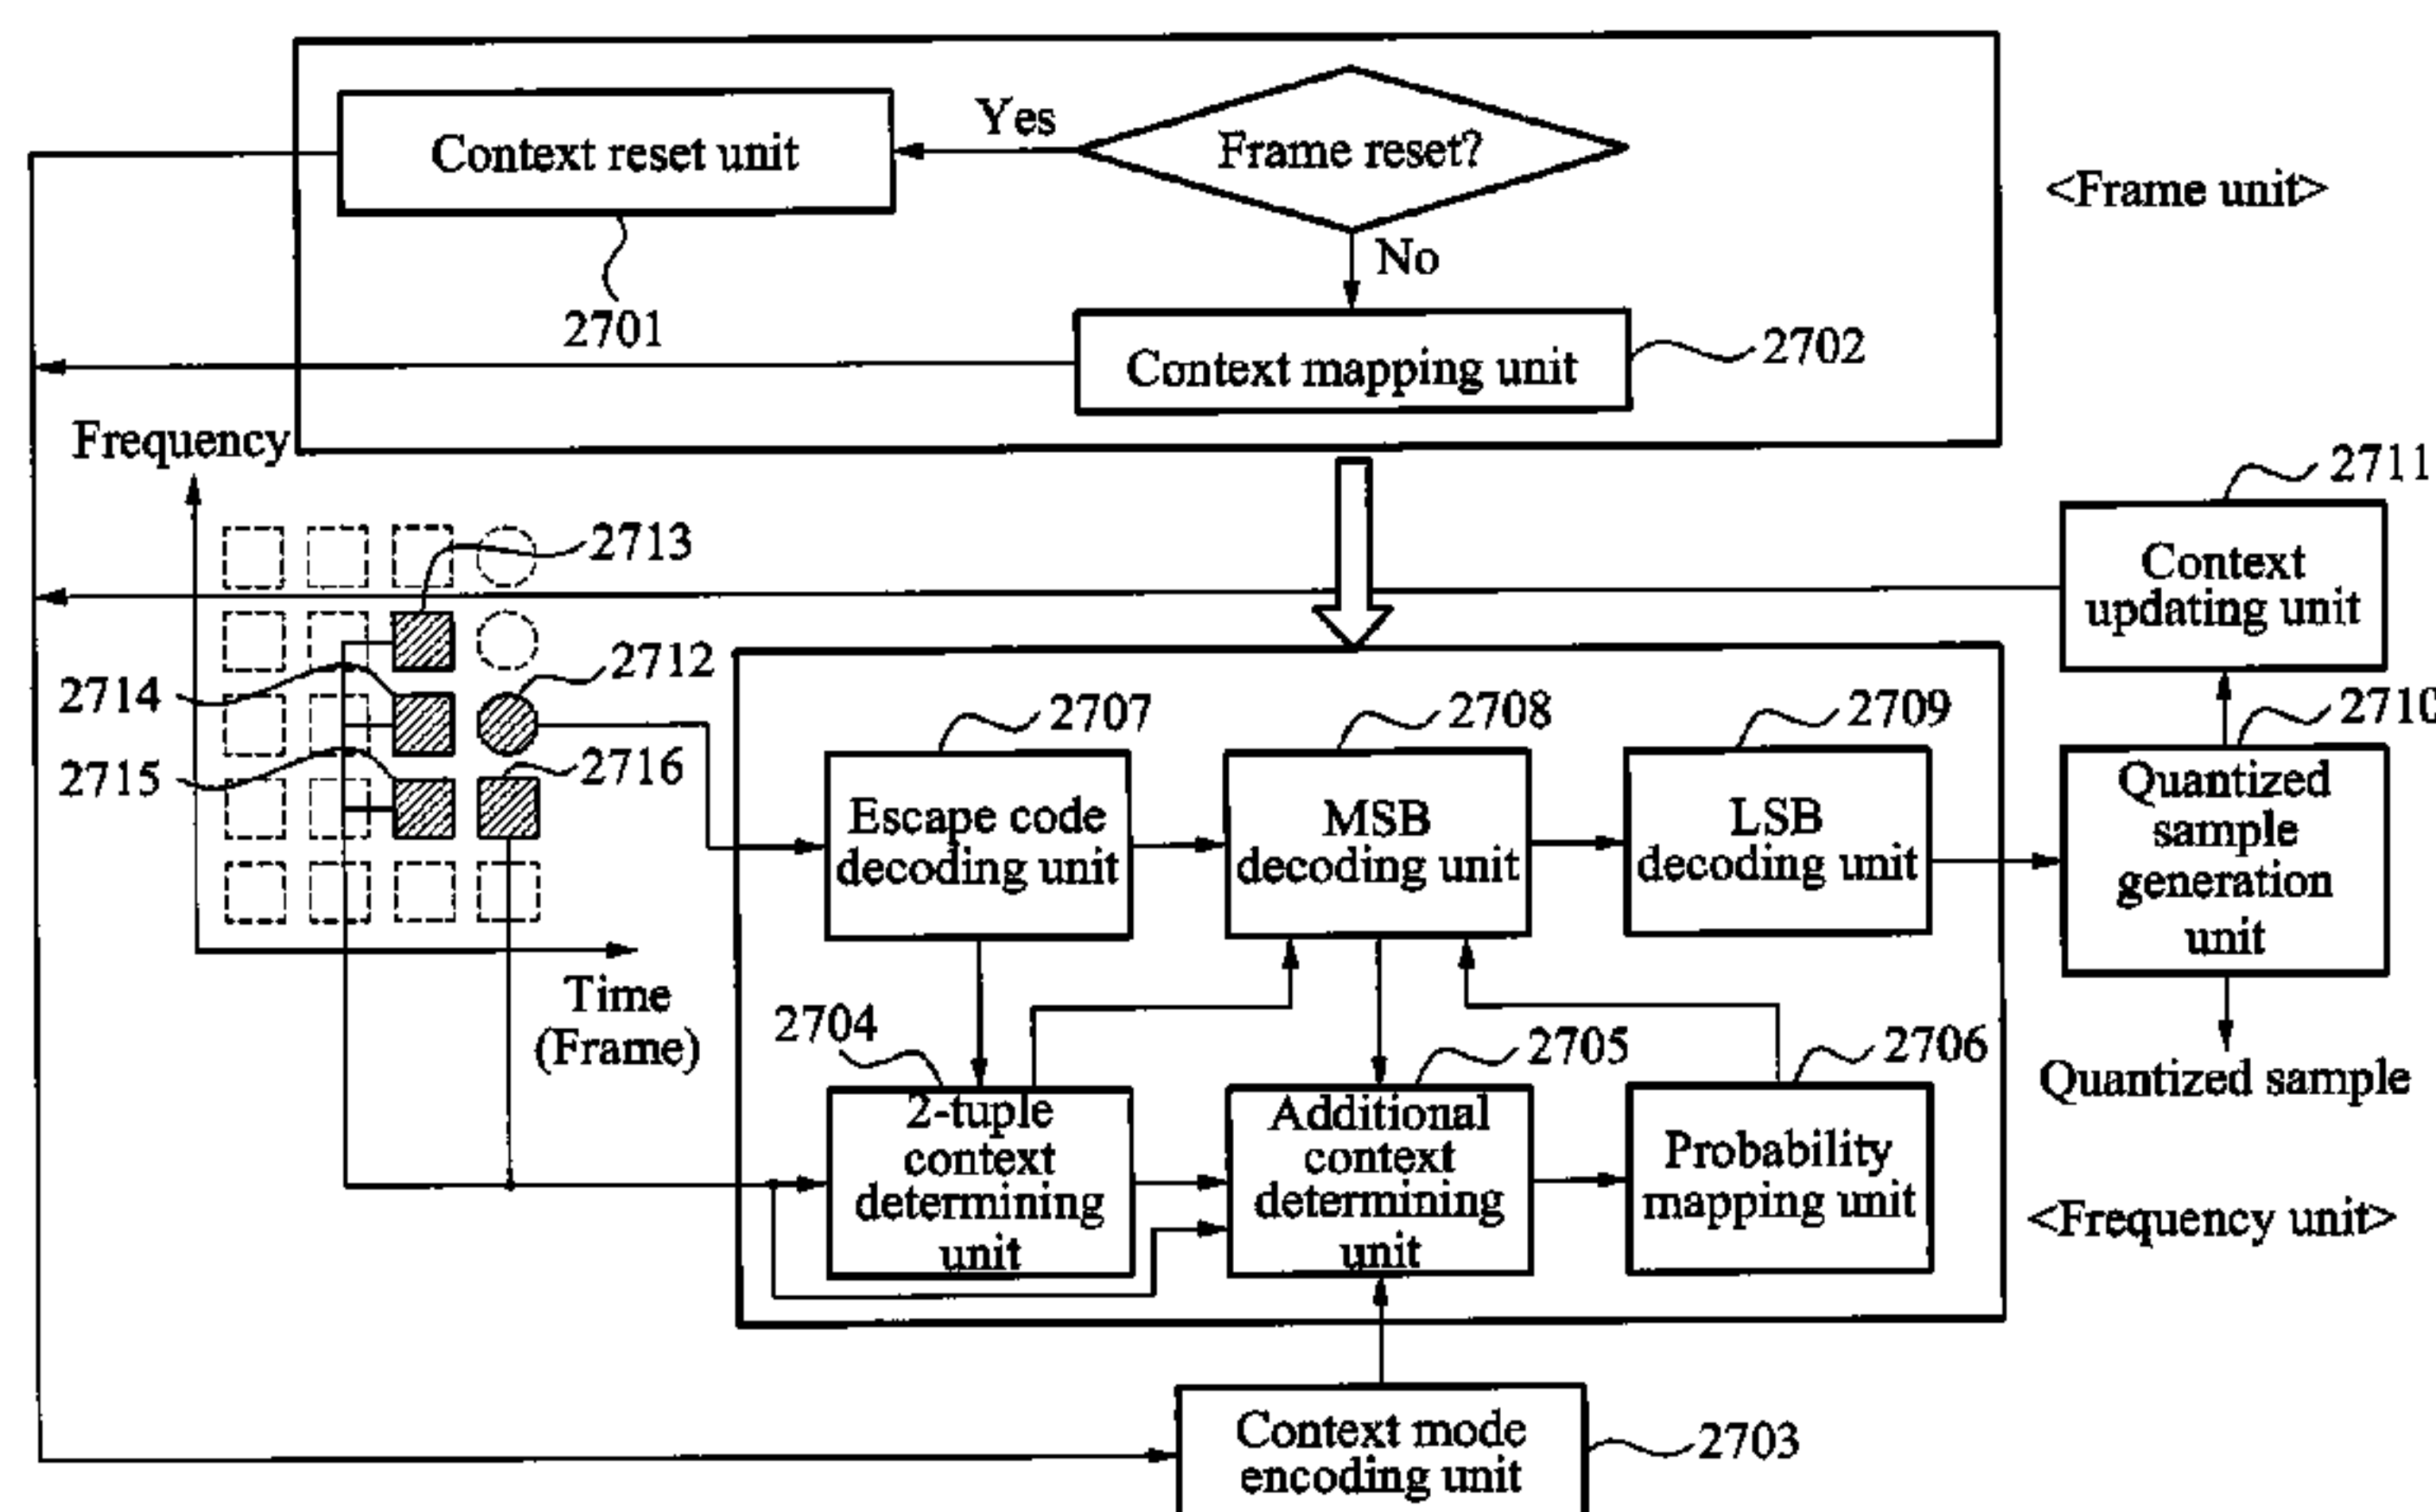 Yes
Context reset unit
Frame reset?
<Frame unit>
No
2701
Context mapping unit
2702
Frequency
2711
2713
Context
updating unit
2712
2714
2707
2708
2709
2710
2715
2716
Escape code
decoding unit
MSB
decoding unit
LSB
decoding unit
Quantized
sample
generation
unit
Time
(Frame)
2704
2705
2706
Quantized sample
2-tuple
context
determining
unit
Additional
context
determining
unit
Probability
mapping unit
<Frequency unit>
Context mode
encoding unit
2703